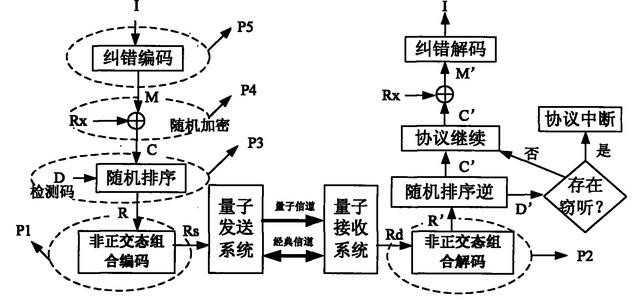 I
P5
纠错编码
M
P4
Rx
随机加密
C
P3
D
检测码
随机排序
R
P1
非正交态组
合编码
Rs
量子
发送
系统
量子信道
经典信道
量子
接收
系统
Rd
非正交态组
合解码
P2
R’
随机排序逆
D’
存在
窃听？
是
否
协议中断
C’
协议继续
C’
Rx
M’
纠错解码
I